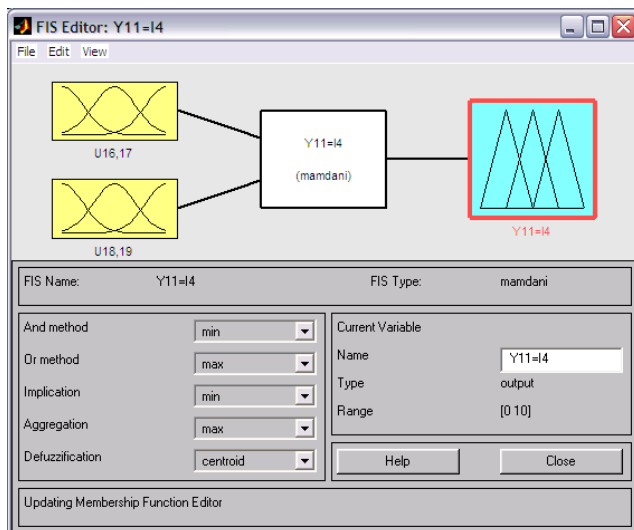 FIS Editor: Y11=I4
File Edit View
U16,17
Y11=I4
(mamdani)
U18,19
Y11=I4
FIS Name: Y11=I4 FIS Type: mamdani
And method min
Or method max
Implication min
Aggregation max
Defuzzification centroid
Current Variable
Name Y11=I4
Type output
Range [0 10]
Help Close
Updating Membership Function Editor